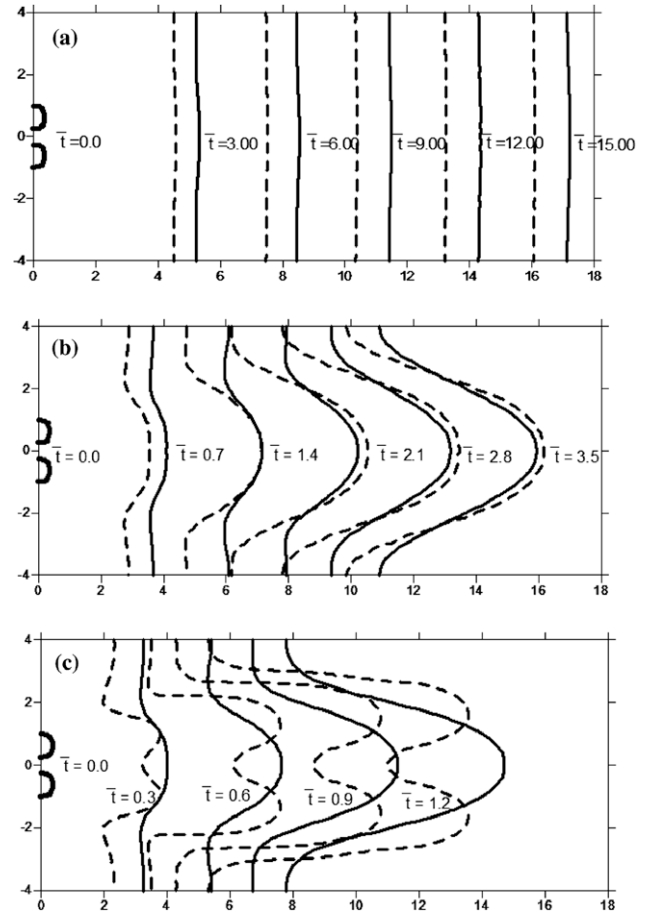 4
(a)
2
0
t̅ =0.0
t̅ =3.00
t̅ =6.00
t̅ =9.00
t̅ =12.00
t̅ =15.00
-2
-4
0 2 4 6 8 10 12 14 16 18
4
(b)
2
0
t̅ = 0.0
t̅ = 0.7
t̅ = 1.4
t̅ = 2.1
t̅ = 2.8
t̅ = 3.5
-2
-4
0 2 4 6 8 10 12 14 16 18
4
(c)
2
0
t̅ = 0.0
t̅ = 0.3
t̅ = 0.6
t̅ = 0.9
t̅ = 1.2
-2
-4
0 2 4 6 8 10 12 14 16 18